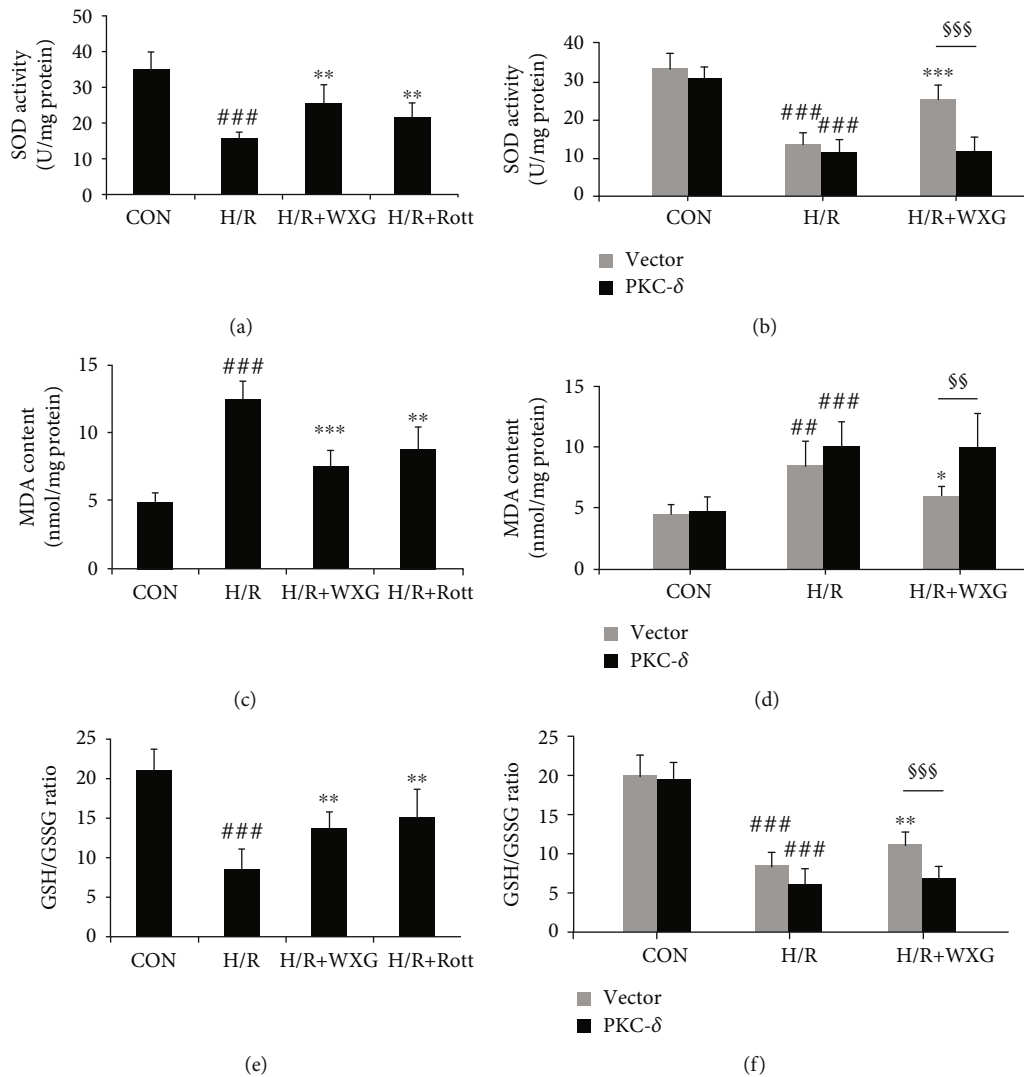 SOD activity
(U/mg protein)
50
40
30
20
10
0
###
**
**
CON
H/R
H/R+WXG
H/R+Rott
(a)
SOD activity
(U/mg protein)
40
30
20
10
0
###
###
***
§§§
CON
H/R
H/R+WXG
Vector
PKC-δ
(b)
MDA content
(nmol/mg protein)
15
10
5
0
###
***
**
CON
H/R
H/R+WXG
H/R+Rott
(c)
MDA content
(nmol/mg protein)
15
10
5
0
##
###
*
§§
CON
H/R
H/R+WXG
Vector
PKC-δ
(d)
GSH/GSSG ratio
25
20
15
10
5
0
###
**
**
CON
H/R
H/R+WXG
H/R+Rott
(e)
GSH/GSSG ratio
25
20
15
10
5
0
###
###
**
§§§
CON
H/R
H/R+WXG
Vector
PKC-δ
(f)